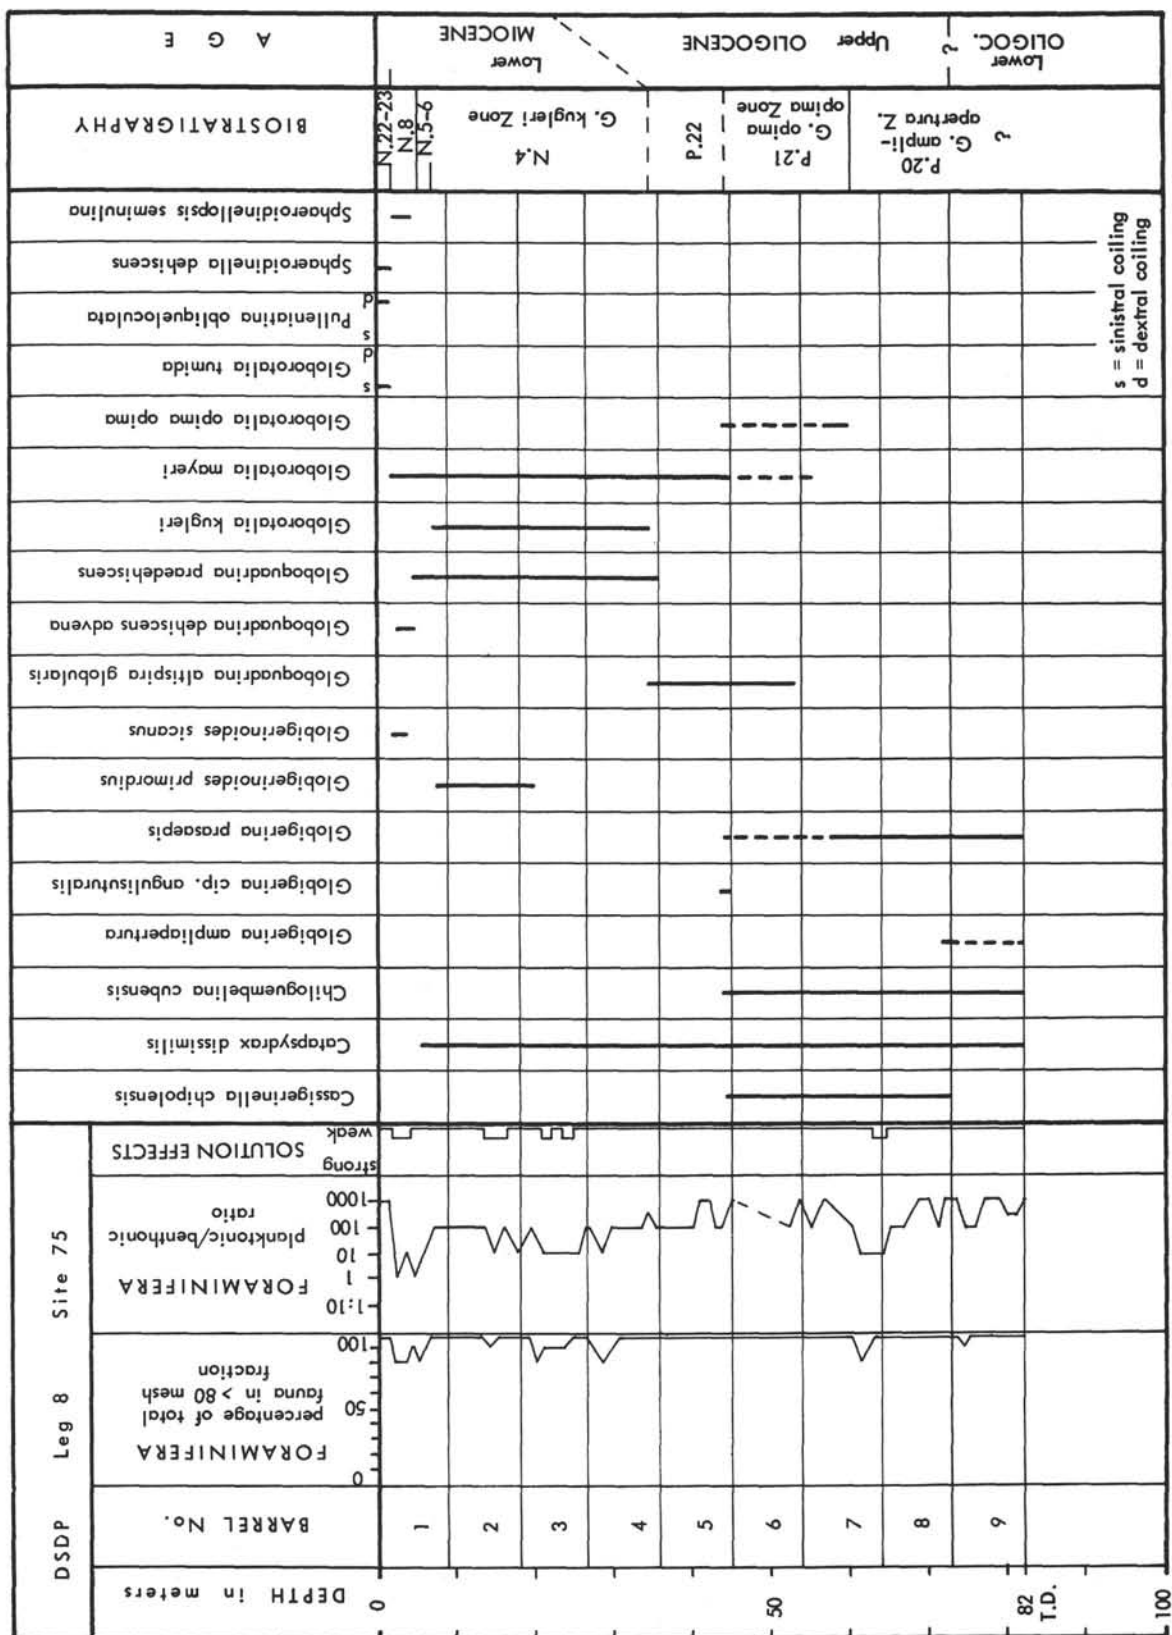 DSDP Leg 8 Site 75
DEPTH in meters
0
50
82
T.D.
100
BARREL No.
1
2
3
4
5
6
7
8
9
FORAMINIFERA
percentage of total
fauna in > 80 mesh
fraction
0
50
100
FORAMINIFERA
planktonic/benthonic
ratio
1:10
1
10
100
1000
SOLUTION EFFECTS
strong
weak
Cassigerinella chipolensis
Catapsydrax dissimilis
Chiloguembelina cubensis
Globigerina ampliapertura
Globigerina cip. angulisuturalis
Globigerina prasaepis
Globigerinoides primordius
Globigerinoides sicanus
Globoquadrina altispira globularis
Globoquadrina dehiscens advena
Globoquadrina praedehiscens
Globorotalia kugleri
Globorotalia mayeri
Globorotalia opima opima
Globorotalia tumida
s
d
Pulleniatina obliqueloculata
s
d
Sphaeroidinella dehiscens
Sphaeroidinellopsis seminulina
s = sinistral coiling
d = dextral coiling
BIOSTRATIGRAPHY
N.22-23
N.8
N.5-6
N.4
G. kugleri Zone
P.22
P.21
G. opima
opima Zone
P.20
G. ampli-
apertura Z.
?
AGE
Lower
MIOCENE
Upper OLIGOCENE
?
Lower
OLIGOC.